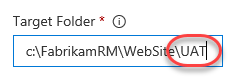 Target Folder *
c:\FabrikamRM\WebSite\UAT